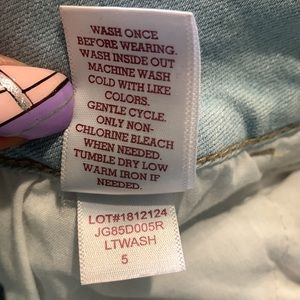 WASH ONCE
BEFORE WEARING.
WASH INSIDE OUT
MACHINE WASH
COLD WITH LIKE
COLORS.
GENTLE CYCLE.
ONLY NON-
CHLORINE BLEACH
WHEN NEEDED.
TUMBLE DRY LOW
WARM IRON IF
NEEDED.
LOT#1812124
JG85D005R
LTWASH
5